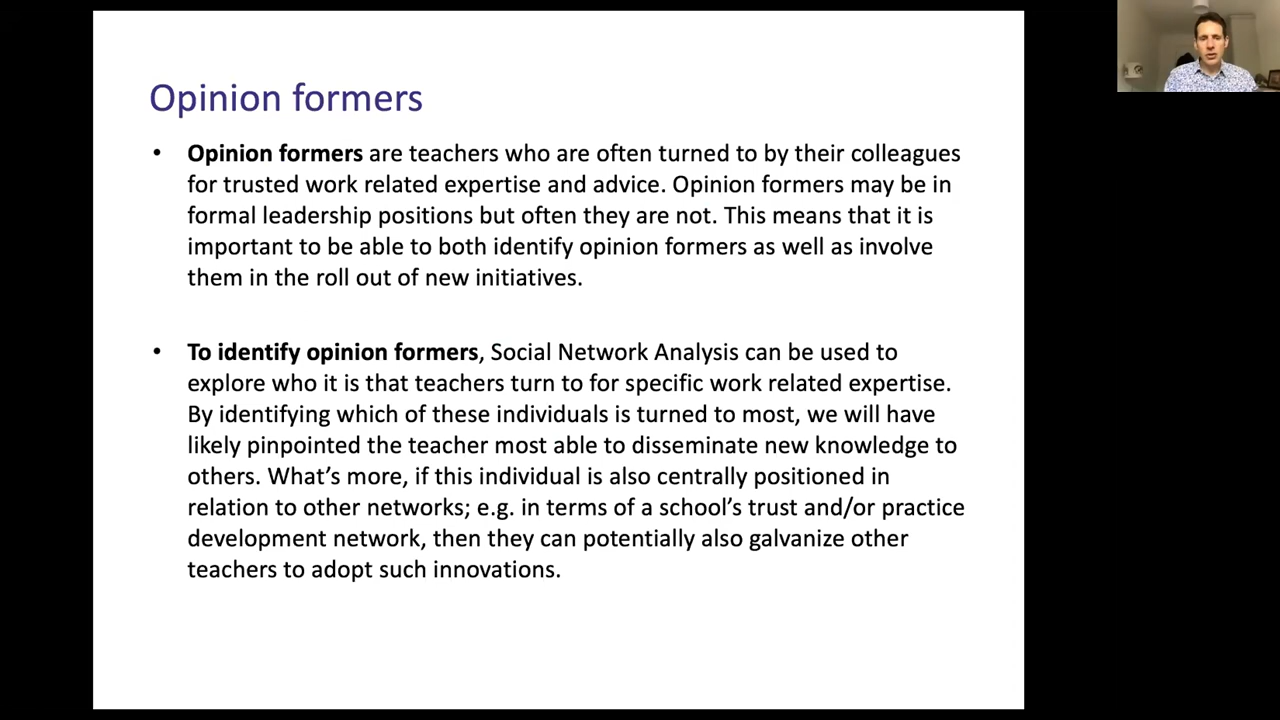 Opinion formers
• Opinion formers are teachers who are often turned to by their colleagues
for trusted work related expertise and advice. Opinion formers may be in
formal leadership positions but often they are not. This means that it is
important to be able to both identify opinion formers as well as involve
them in the roll out of new initiatives.
• To identify opinion formers, Social Network Analysis can be used to
explore who it is that teachers turn to for specific work related expertise.
By identifying which of these individuals is turned to most, we will have
likely pinpointed the teacher most able to disseminate new knowledge to
others. What’s more, if this individual is also centrally positioned in
relation to other networks; e.g. in terms of a school’s trust and/or practice
development network, then they can potentially also galvanize other
teachers to adopt such innovations.